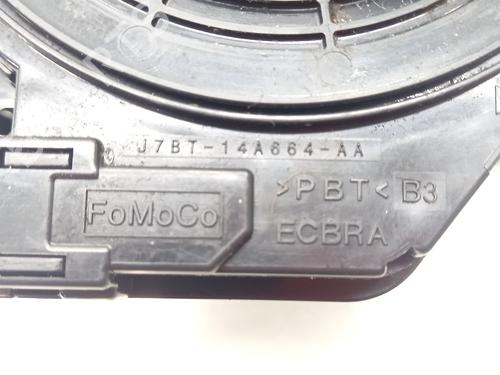 J7BT-14A664-AA
FoMoCo
>PBT< B3
ECBRA